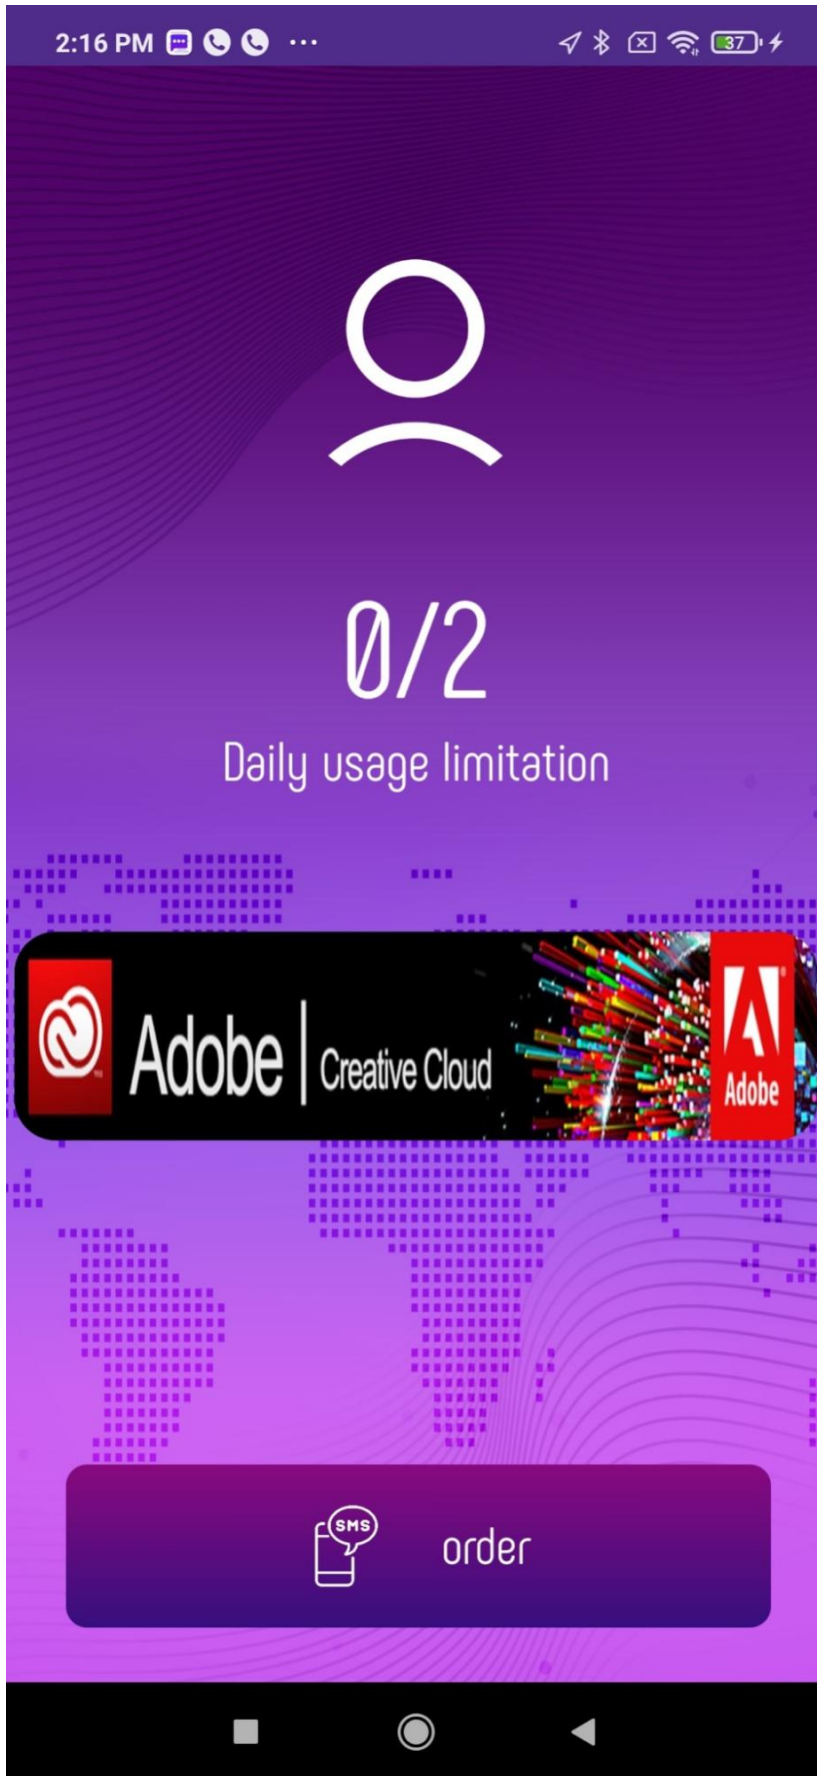 2:16 PM
37
0/2
Daily usage limitation
Adobe | Creative Cloud
Adobe
SMS
order